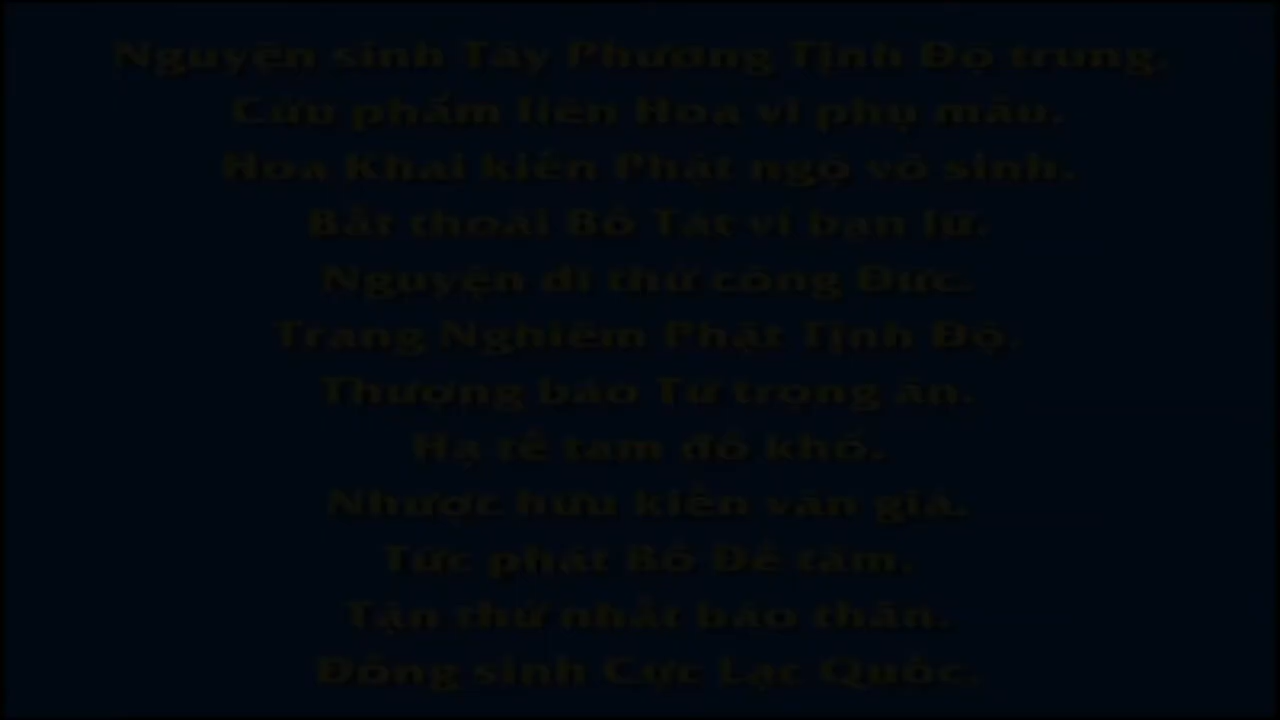 Nguyện sinh Tây Phương Tịnh Độ trung.
Cửu phẩm liên Hoa vi phụ mẫu.
Hoa Khai kiến Phật ngộ vô sinh.
Bất thoái Bồ Tát vi bạn lữ.
Nguyện dĩ thử công Đức.
Trang Nghiêm Phật Tịnh Độ.
Thượng báo Tứ trọng ân.
Hạ tế tam đồ khổ.
Nhược hữu kiến văn giả.
Tức phát Bồ Đề tâm.
Tận thử nhất báo thân.
Đồng sinh Cực Lạc Quốc.